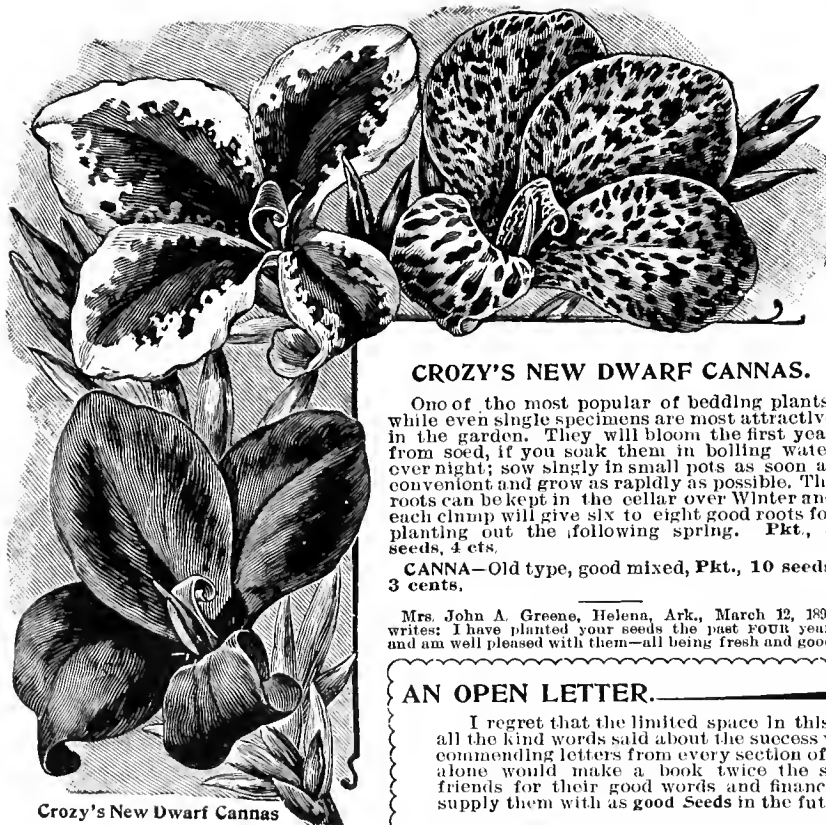 CROZY'S NEW DWARF CANNAS.
One of the most popular of bedding plants
while even single specimens are most attractiv
in the garden. They will bloom the first yea
from seed, if you soak them in boiling wate
over night; sow singly in small pots as soon a
convenient and grow as rapidly as possible. Th
roots can be kept in the cellar over Winter an
each clump will give six to eight good roots fo
planting out the following spring. Pkt.,
seeds, 4 cts.
CANNA—Old type, good mixed, Pkt., 10 seeds
3 cents.
Mrs. John A. Greene, Helena, Ark., March 12, 189
writes: I have planted your seeds the past FOUR year
and am well pleased with them—all being fresh and good
AN OPEN LETTER.
I regret that the limited space in this
all the kind words said about the success
commending letters from every section of
alone would make a book twice the s
friends for their good words and financ
supply them with as good Seeds in the fut
Crozy's New Dwarf Cannas